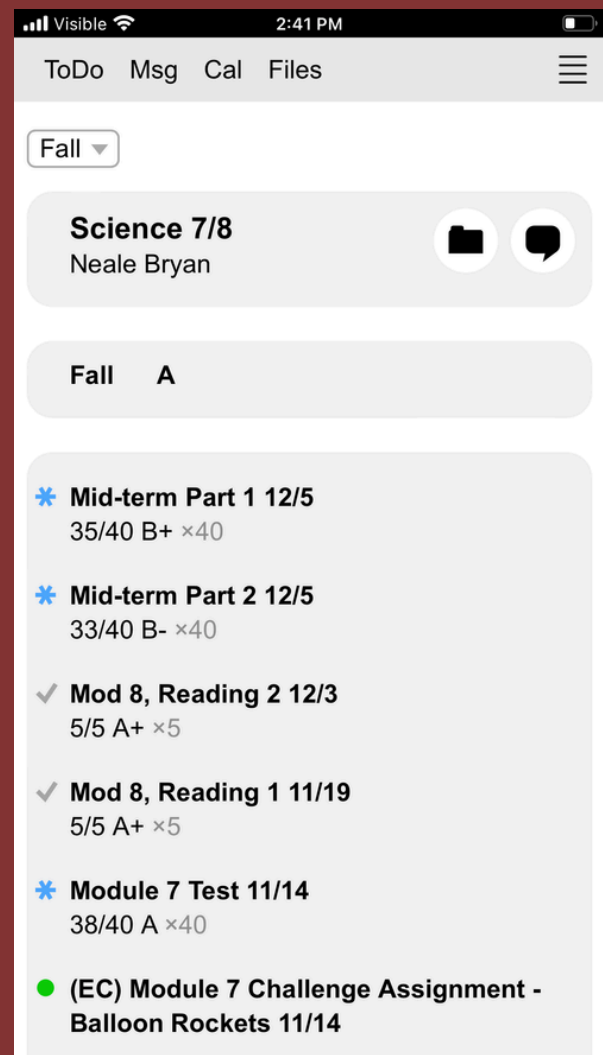 Visible 2:41 PM
ToDo Msg Cal Files
Fall
Science 7/8
Neale Bryan
Fall A
Mid-term Part 1 12/5
35/40 B+ ×40
Mid-term Part 2 12/5
33/40 B- ×40
Mod 8, Reading 2 12/3
5/5 A+ ×5
Mod 8, Reading 1 11/19
5/5 A+ ×5
Module 7 Test 11/14
38/40 A ×40
(EC) Module 7 Challenge Assignment -
Balloon Rockets 11/14